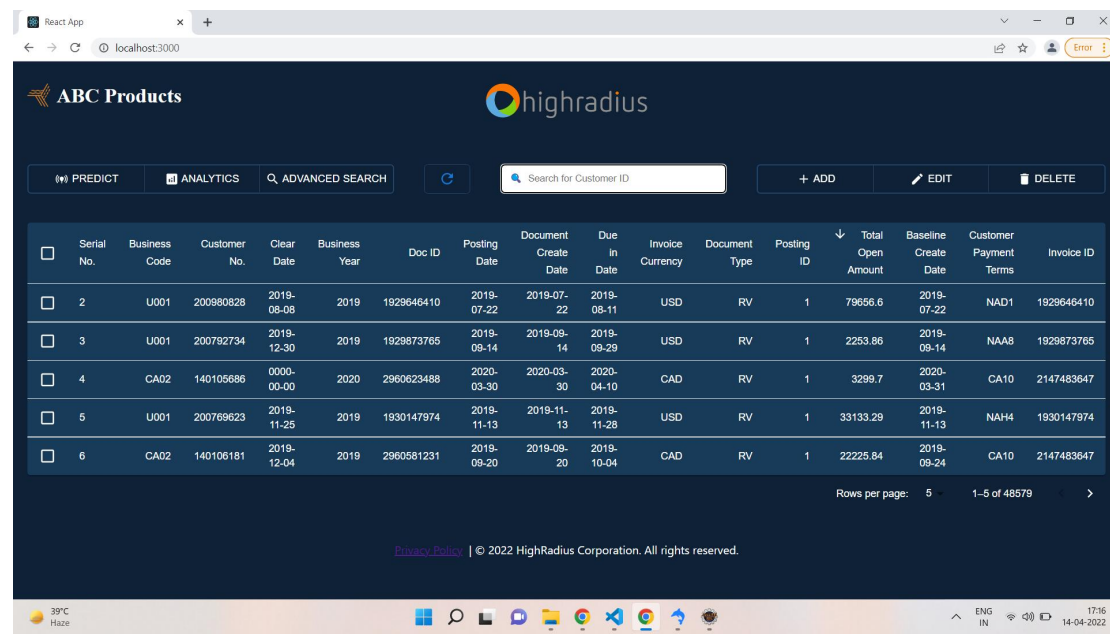 React App
localhost:3000
Error
ABC Products
highradius
PREDICT ANALYTICS ADVANCED SEARCH Search for Customer ID + ADD EDIT DELETE
Serial No. Business Code Customer No. Clear Date Business Year Doc ID Posting Date Document Create Date Due in Date Invoice Currency Document Type Posting ID Total Open Amount Baseline Create Date Customer Payment Terms Invoice ID
2 U001 200980828 2019-08-08 2019 1929646410 2019-07-22 2019-07-22 2019-08-11 USD RV 1 79656.6 2019-07-22 NAD1 1929646410
3 U001 200792734 2019-12-30 2019 1929873765 2019-09-14 2019-09-14 2019-09-29 USD RV 1 2253.86 2019-09-14 NAA8 1929873765
4 CA02 140105686 0000-00-00 2020 2960623488 2020-03-30 2020-03-30 2020-04-10 CAD RV 1 3299.7 2020-03-31 CA10 2147483647
5 U001 200769623 2019-11-25 2019 1930147974 2019-11-13 2019-11-13 2019-11-28 USD RV 1 33133.29 2019-11-13 NAH4 1930147974
6 CA02 140106181 2019-12-04 2019 2960581231 2019-09-20 2019-09-20 2019-10-04 CAD RV 1 22225.84 2019-09-24 CA10 2147483647
Rows per page: 5 1–5 of 48579
Privacy Policy | © 2022 HighRadius Corporation. All rights reserved.
39°C
Haze
ENG
IN
17:16
14-04-2022